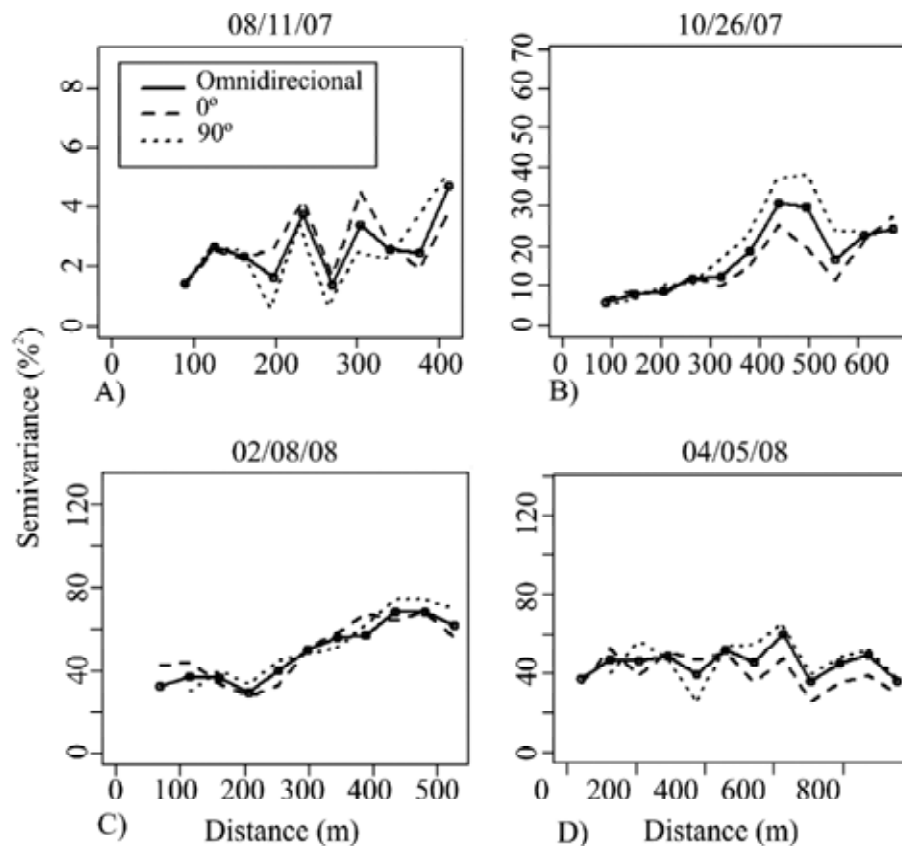 08/11/07
Omnidirecional
0º
90º
8
6
4
2
0
0 100 200 300 400
A)
10/26/07
70
60
50
40
30
20
10
0
0 100 200 300 400 500 600
B)
Semivariance (%²)
02/08/08
120
80
40
0
0 100 200 300 400 500
C)
Distance (m)
04/05/08
120
80
40
0
0 200 400 600 800
D)
Distance (m)